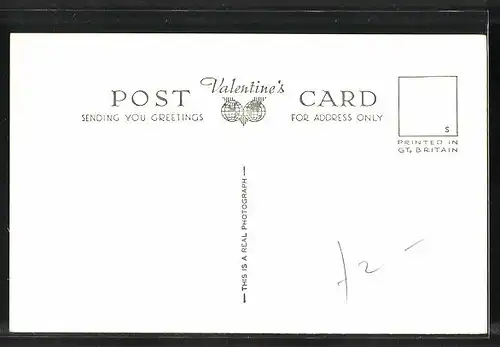 Valentine's
POST CARD
SENDING YOU GREETINGS
FOR ADDRESS ONLY
S
PRINTED IN
GT. BRITAIN
— THIS IS A REAL PHOTOGRAPH —